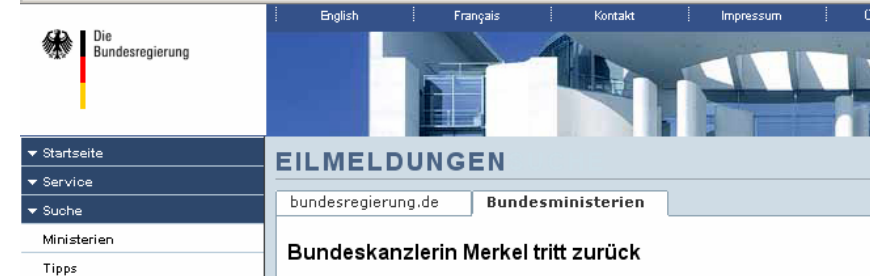 English
Français
Kontakt
Impressum
Die
Bundesregierung
Startseite
Service
Suche
Ministerien
Tipps
EILMELDUNGEN
bundesregierung.de
Bundesministerien
Bundeskanzlerin Merkel tritt zurück